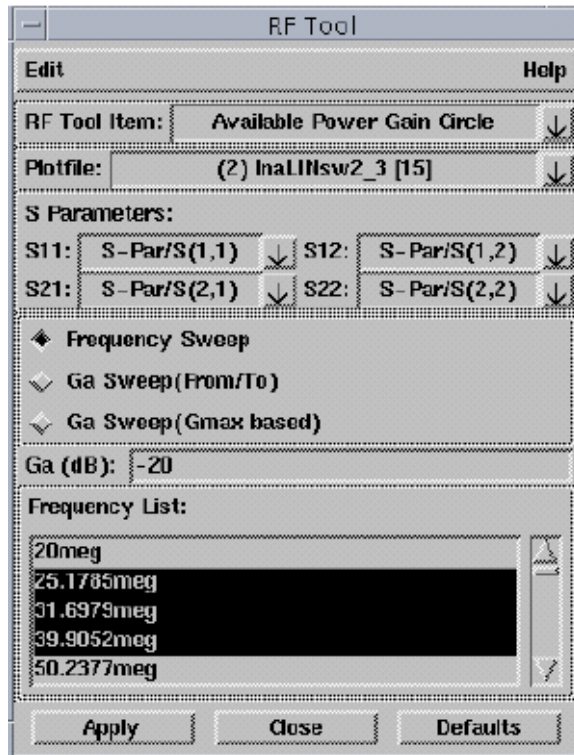 RF Tool
Edit Help
RF Tool Item: Available Power Gain Circle
Plotfile: (2) lnaLINsw2_3 [15]
S Parameters:
S11: S-Par/S(1,1) S12: S-Par/S(1,2)
S21: S-Par/S(2,1) S22: S-Par/S(2,2)
Frequency Sweep
Ga Sweep(From/To)
Ga Sweep(Gmax based)
Ga (dB): -20
Frequency List:
20meg
25.1785meg
31.6979meg
39.9052meg
50.2377meg
Apply Close Defaults